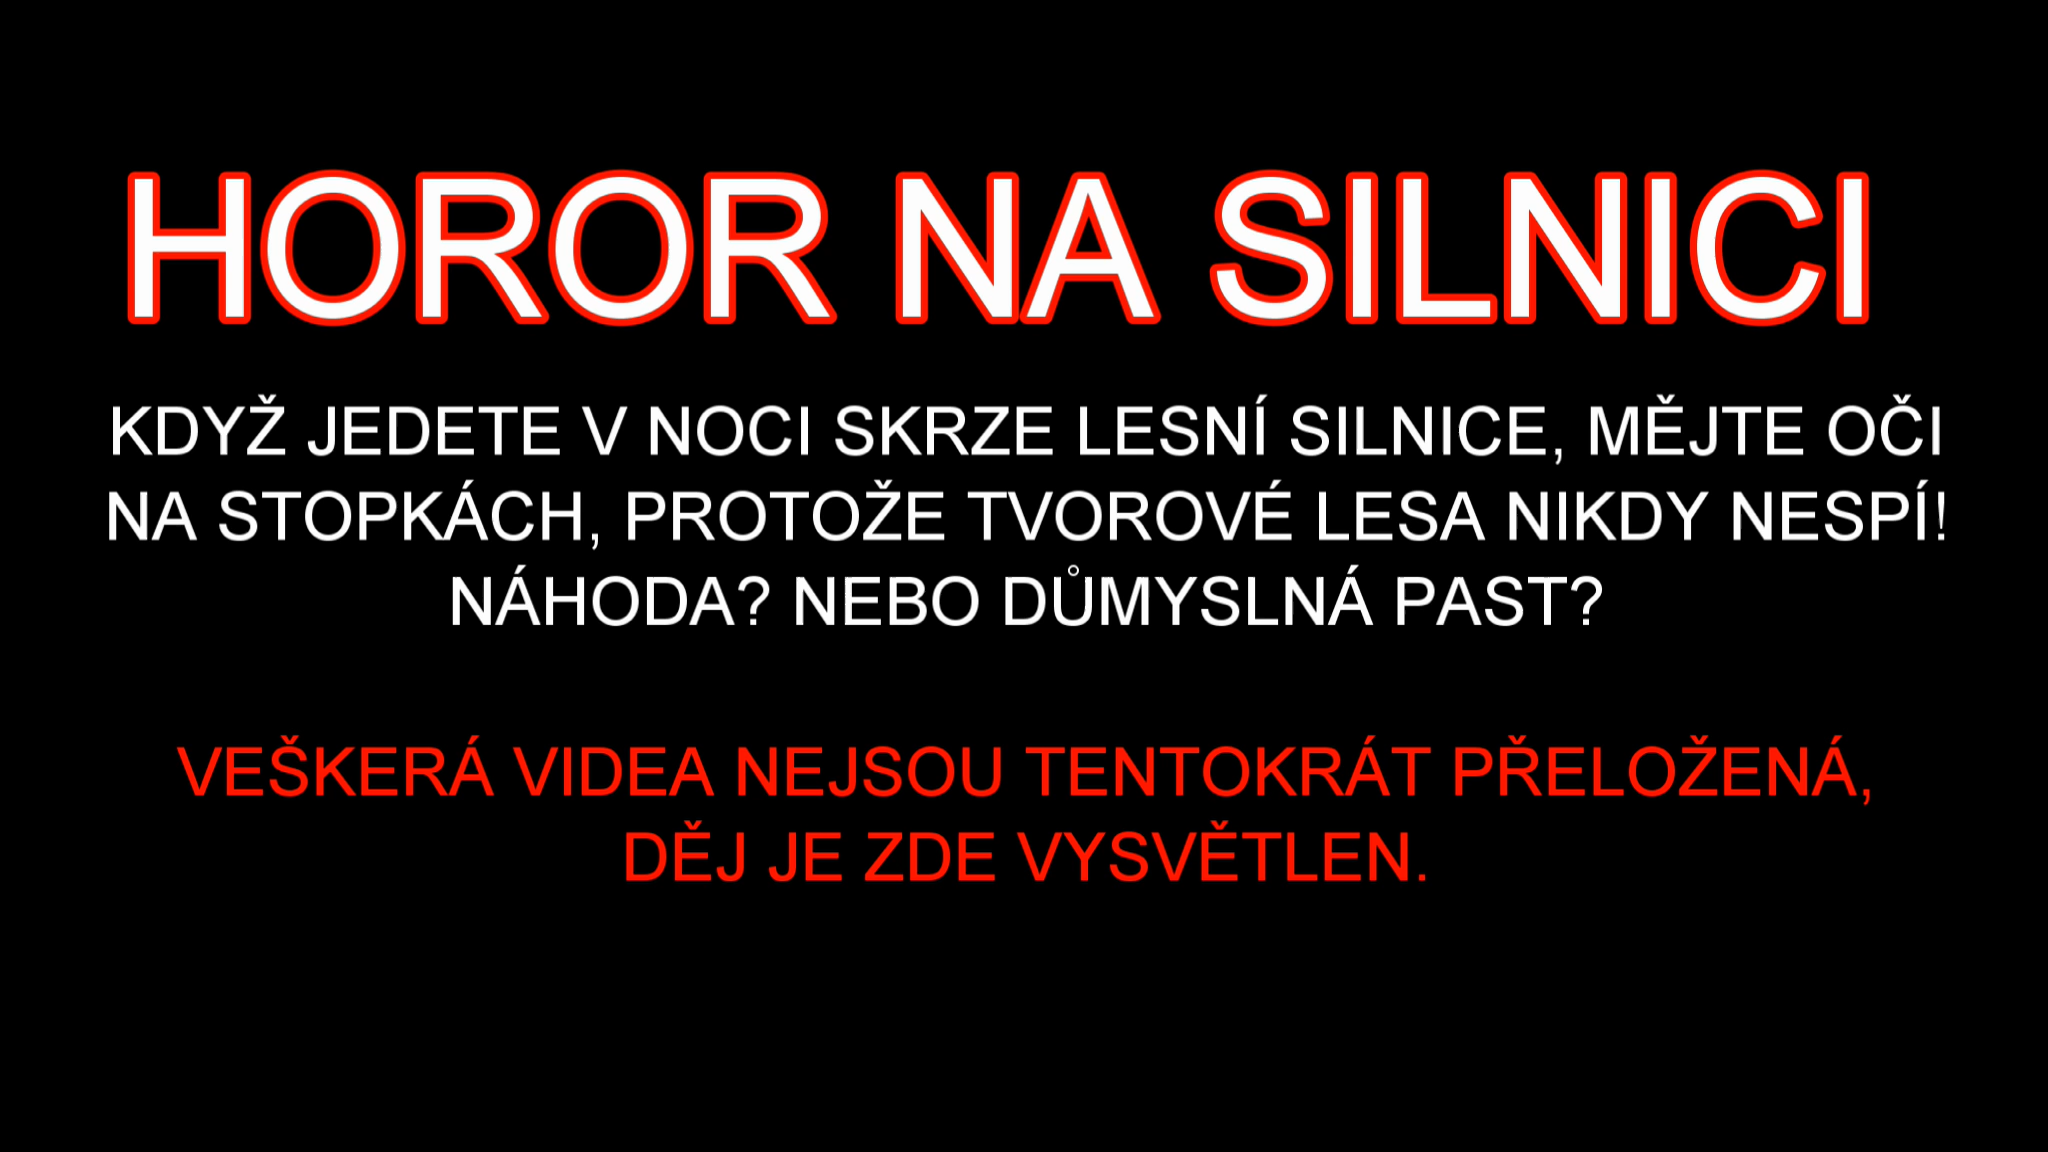 HOROR NA SILNICI
KDYŽ JEDETE V NOCI SKRZE LESNÍ SILNICE, MĚJTE OČI
NA STOPKÁCH, PROTOŽE TVOROVÉ LESA NIKDY NESPÍ!
NÁHODA? NEBO DŮMYSLNÁ PAST?
VEŠKERÁ VIDEA NEJSOU TENTOKRÁT PŘELOŽENÁ,
DĚJ JE ZDE VYSVĚTLEN.